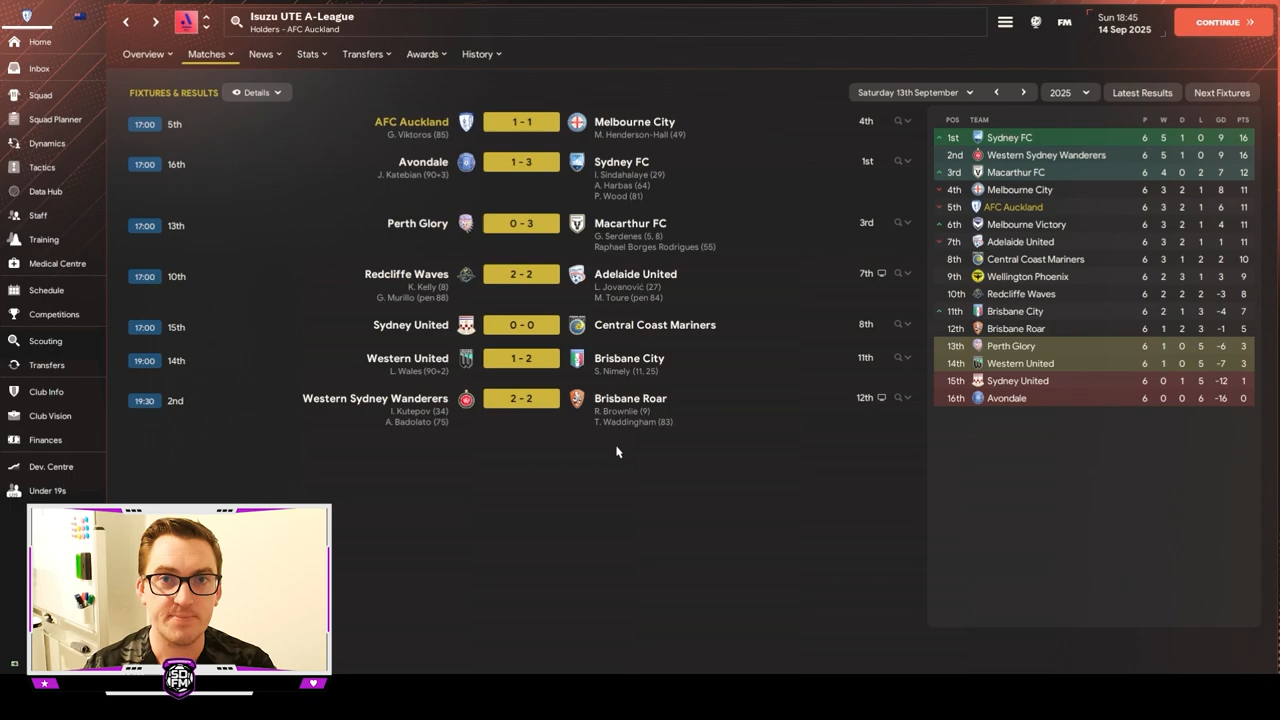 Isuzu UTE A-League
Holders - AFC Auckland
FM
Sun 18:45
14 Sep 2025
CONTINUE
Home
Inbox
Squad
Squad Planner
Dynamics
Tactics
Data Hub
Staff
Training
Medical Centre
Schedule
Competitions
Scouting
Transfers
Club Info
Club Vision
Finances
Dev. Centre
Under 19s
Overview Matches News Stats Transfers Awards History
FIXTURES & RESULTS Details Saturday 13th September 2025 Latest Results Next Fixtures
17:00 5th AFC Auckland 1 - 1 Melbourne City 4th
G. Viktoros (85) M. Henderson-Hall (49)
17:00 16th Avondale 1 - 3 Sydney FC 1st
J. Katebian (90+3) I. Sindahalaye (29)
A. Harbas (64)
P. Wood (81)
17:00 13th Perth Glory 0 - 3 Macarthur FC 3rd
G. Serdenes (5, 8)
Raphael Borges Rodrigues (55)
17:00 10th Redcliffe Waves 2 - 2 Adelaide United 7th
K. Kelly (8) L. Jovanović (27)
G. Murillo (pen 88) M. Toure (pen 84)
17:00 15th Sydney United 0 - 0 Central Coast Mariners 8th
19:00 14th Western United 1 - 2 Brisbane City 11th
L. Wales (90+2) S. Nimely (11, 25)
19:30 2nd Western Sydney Wanderers 2 - 2 Brisbane Roar 12th
I. Kutepov (34) R. Brownlie (9)
A. Badolato (75) T. Waddingham (83)
POS TEAM P W D L GD PTS
1st Sydney FC 6 5 1 0 9 16
2nd Western Sydney Wanderers 6 5 1 0 9 16
3rd Macarthur FC 6 4 0 2 7 12
4th Melbourne City 6 3 2 1 8 11
5th AFC Auckland 6 3 2 1 6 11
6th Melbourne Victory 6 3 2 1 4 11
7th Adelaide United 6 3 2 1 1 11
8th Central Coast Mariners 6 3 1 2 2 10
9th Wellington Phoenix 6 2 3 1 3 9
10th Redcliffe Waves 6 2 2 2 -3 8
11th Brisbane City 6 2 1 3 -4 7
12th Brisbane Roar 6 1 2 3 -1 5
13th Perth Glory 6 1 0 5 -6 3
14th Western United 6 1 0 5 -7 3
15th Sydney United 6 0 1 5 -12 1
16th Avondale 6 0 0 6 -16 0
SD
FM